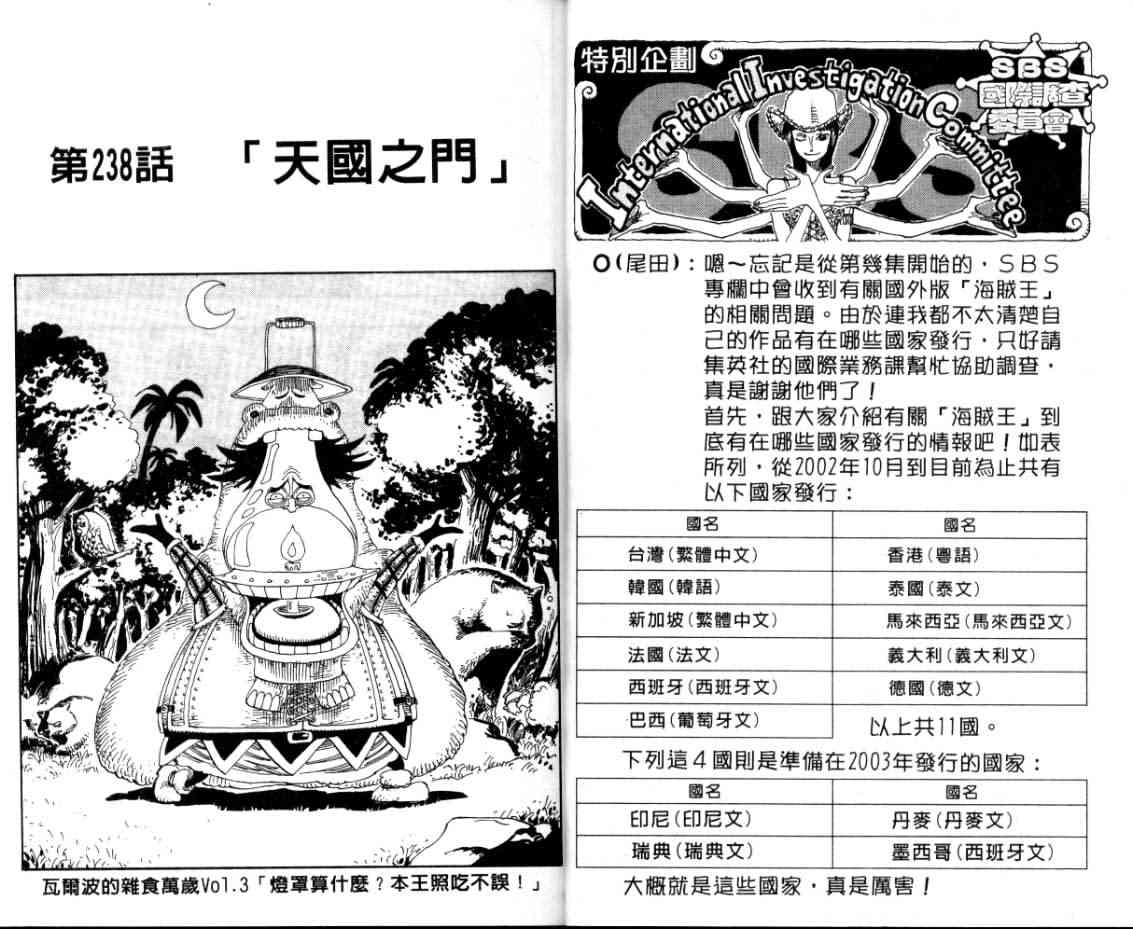 第238話 「天國之門」
瓦爾波的雜食萬歲Vol.3「燈罩算什麼？本王照吃不誤！」
特別企劃
International Investigation Committee
SBS
國際調查
委員會
O(尾田)：嗯～忘記是從第幾集開始的，SBS
專欄中會收到有關國外版「海賊王」
的相關問題。由於連我都不太清楚自
己的作品有在哪些國家發行，只好請
集英社的國際業務課幫忙協助調查，
真是謝謝他們了！
首先，跟大家介紹有關「海賊王」到
底有在哪些國家發行的情報吧！如表
所列，從2002年10月到目前為止共有
以下國家發行：
國名 國名
台灣(繁體中文) 香港(粵語)
韓國(韓語) 泰國(泰文)
新加坡(繁體中文) 馬來西亞(馬來西亞文)
法國(法文) 義大利(義大利文)
西班牙(西班牙文) 德國(德文)
巴西(葡萄牙文) 以上共11國。
下列這4國則是準備在2003年發行的國家：
國名 國名
印尼(印尼文) 丹麥(丹麥文)
瑞典(瑞典文) 墨西哥(西班牙文)
大概就是這些國家，真是厲害！